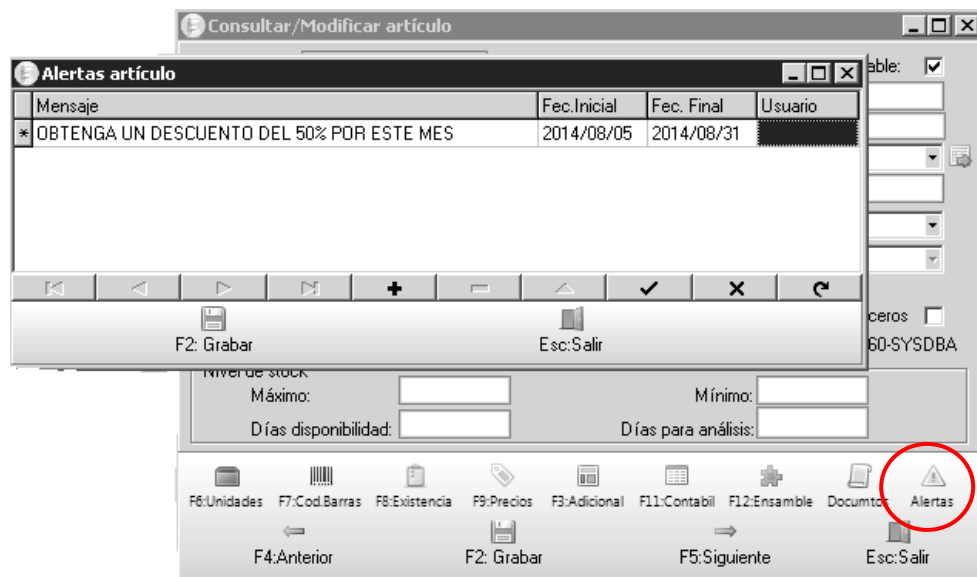 Consultar/Modificar artículo
Alertas artículo
able:
Mensaje Fec.Inicial Fec. Final Usuario
* OBTENGA UN DESCUENTO DEL 50% POR ESTE MES 2014/08/05 2014/08/31
F2: Grabar Esc:Salir
ceros
60-SYSDBA
Nivel de stock
Máximo: Mínimo:
Días disponibilidad: Días para análisis:
F6:Unidades F7:Cod.Barras F8:Existencia F9:Precios F3:Adicional F11:Contabil F12:Ensamble Documtos Alertas
F4:Anterior F2: Grabar F5:Siguiente Esc:Salir